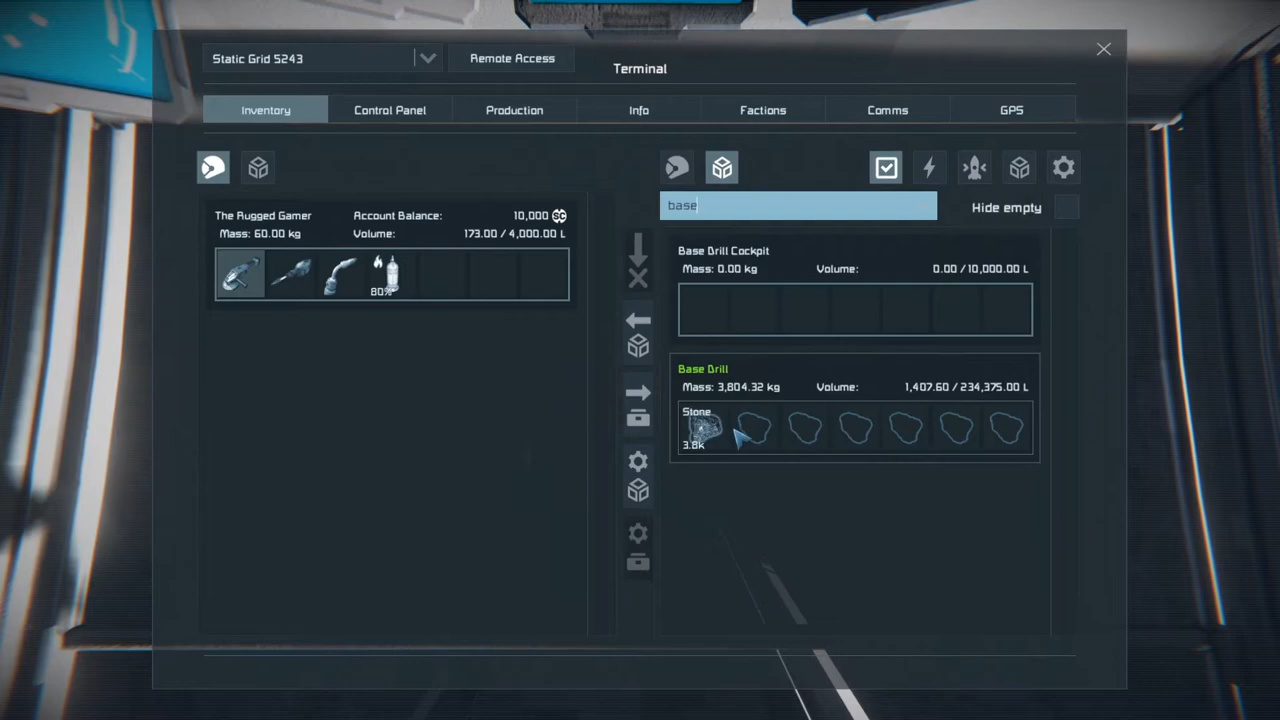 Static Grid 5243
Remote Access
Terminal
Inventory
Control Panel
Production
Info
Factions
Comms
GPS
base
Hide empty
The Rugged Gamer
Account Balance:
10,000 SC
Mass: 60.00 kg
Volume:
173.00 / 4,000.00 L
80%
Base Drill Cockpit
Mass: 0.00 kg
Volume:
0.00 / 10,000.00 L
Base Drill
Mass: 3,804.32 kg
Volume:
1,407.60 / 234,375.00 L
Stone
3.8k